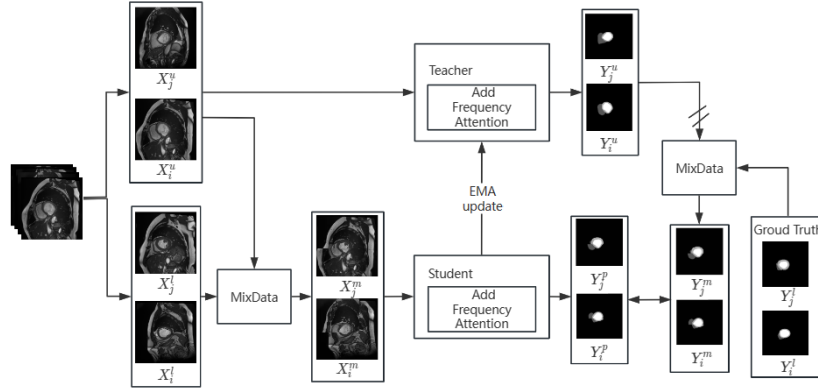 $X_j^u$
$X_i^u$
Teacher
Add
Frequency
Attention
$Y_j^u$
$Y_i^u$
MixData
EMA
update
$X_j^l$
$X_i^l$
MixData
$X_j^m$
$X_i^m$
Student
Add
Frequency
Attention
$Y_j^p$
$Y_i^p$
$Y_j^m$
$Y_i^m$
Groud Truth
$Y_j^l$
$Y_i^l$